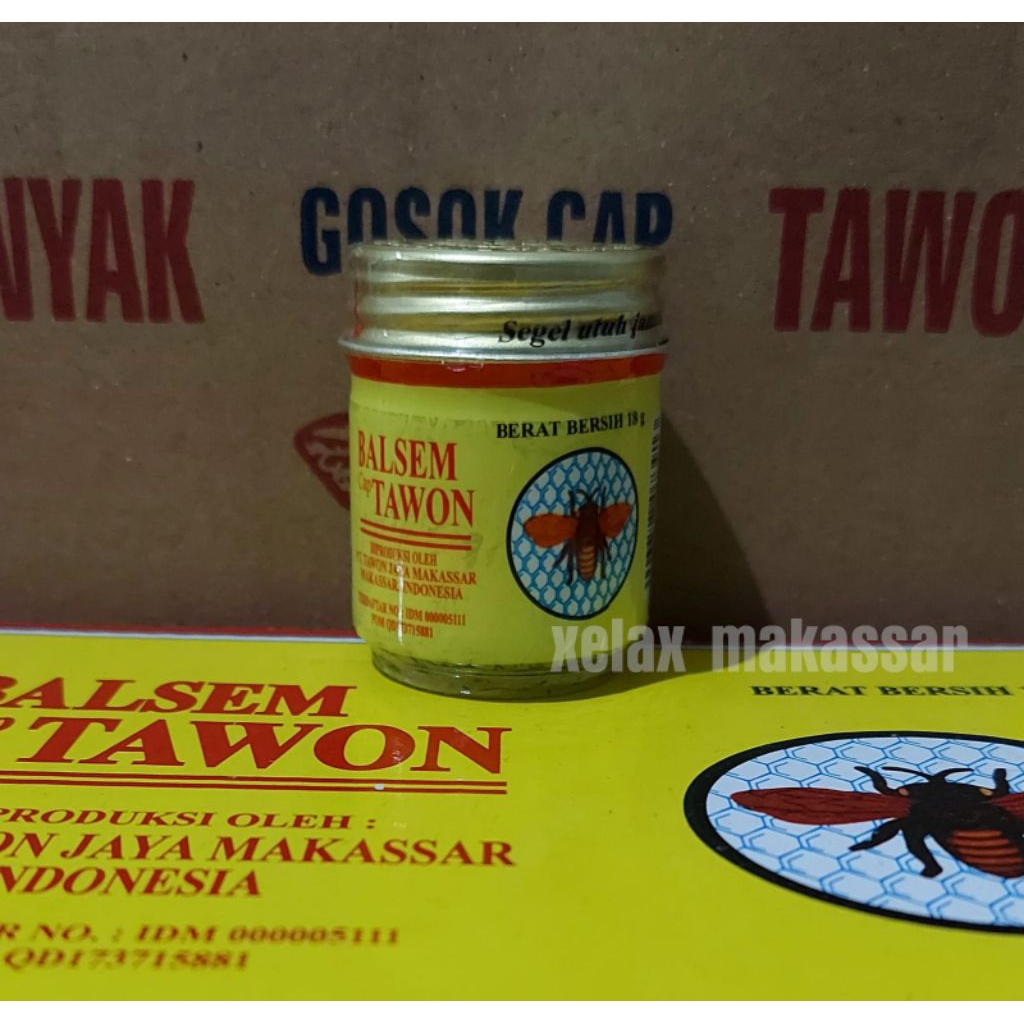 NYAK GOSOK CAP TAWO
Segel utuh
BERAT BERSIH 18 g
BALSEM
Cap TAWON
DIPRODUKSI OLEH
PT. TAWON JAYA MAKASSAR
MAKASSAR, INDONESIA
TERDAFTAR NO. : IDM 000005111
POM QD173715881
xelax makassar
BALSEM
TAWON
BERAT BERSIH
PRODUKSI OLEH :
ON JAYA MAKASSAR
NDONESIA
R NO. : IDM 000005111
QD173715881